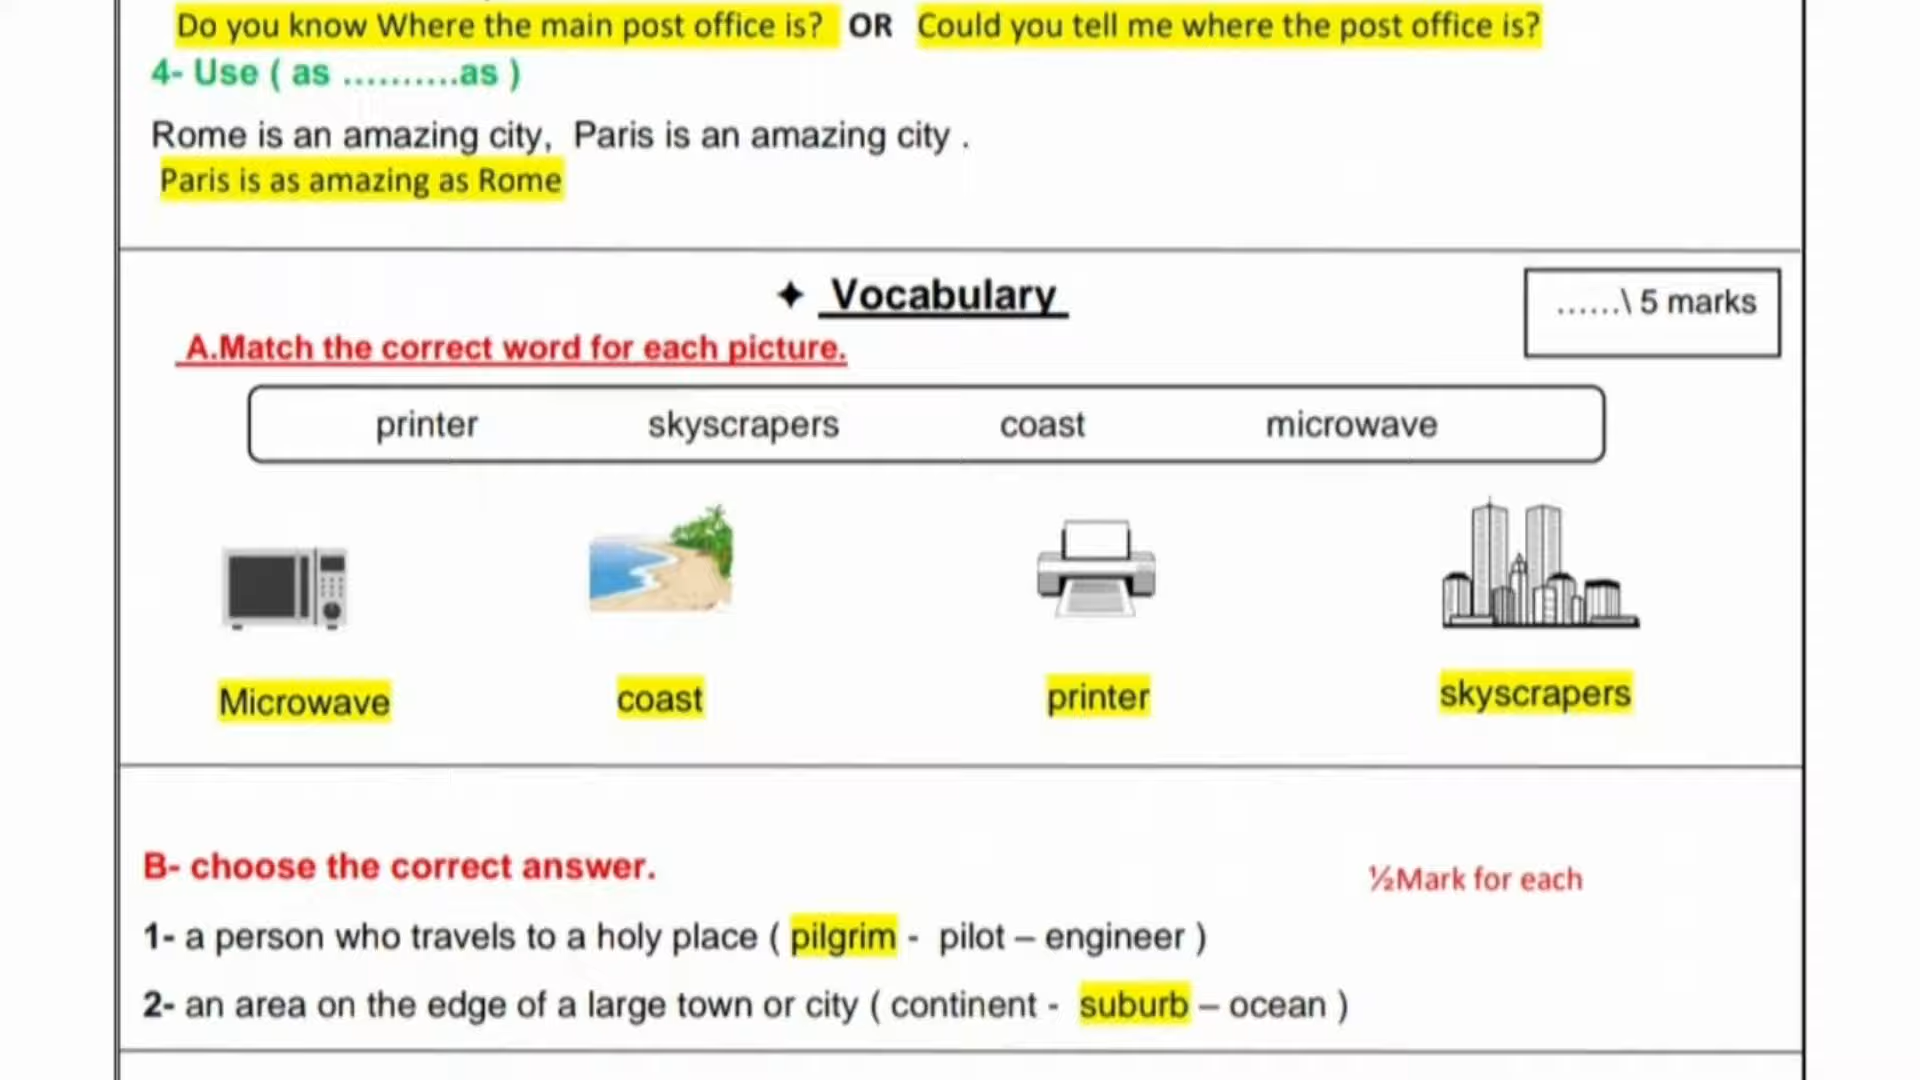 Do you know Where the main post office is? OR Could you tell me where the post office is?
4- Use ( as ..........as )
Rome is an amazing city, Paris is an amazing city .
Paris is as amazing as Rome
✦ Vocabulary
......\ 5 marks
A.Match the correct word for each picture.
printer skyscrapers coast microwave
Microwave coast printer skyscrapers
B- choose the correct answer.
½Mark for each
1- a person who travels to a holy place ( pilgrim - pilot – engineer )
2- an area on the edge of a large town or city ( continent - suburb – ocean )